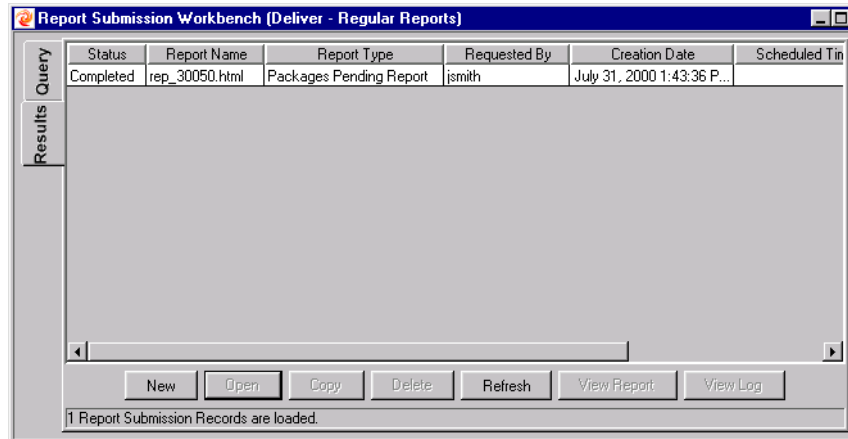 Report Submission Workbench (Deliver - Regular Reports)
Query
Results
Status Report Name Report Type Requested By Creation Date Scheduled Tim
Completed rep_30050.html Packages Pending Report jsmith July 31, 2000 1:43:36 P...
New Open Copy Delete Refresh View Report View Log
1 Report Submission Records are loaded.